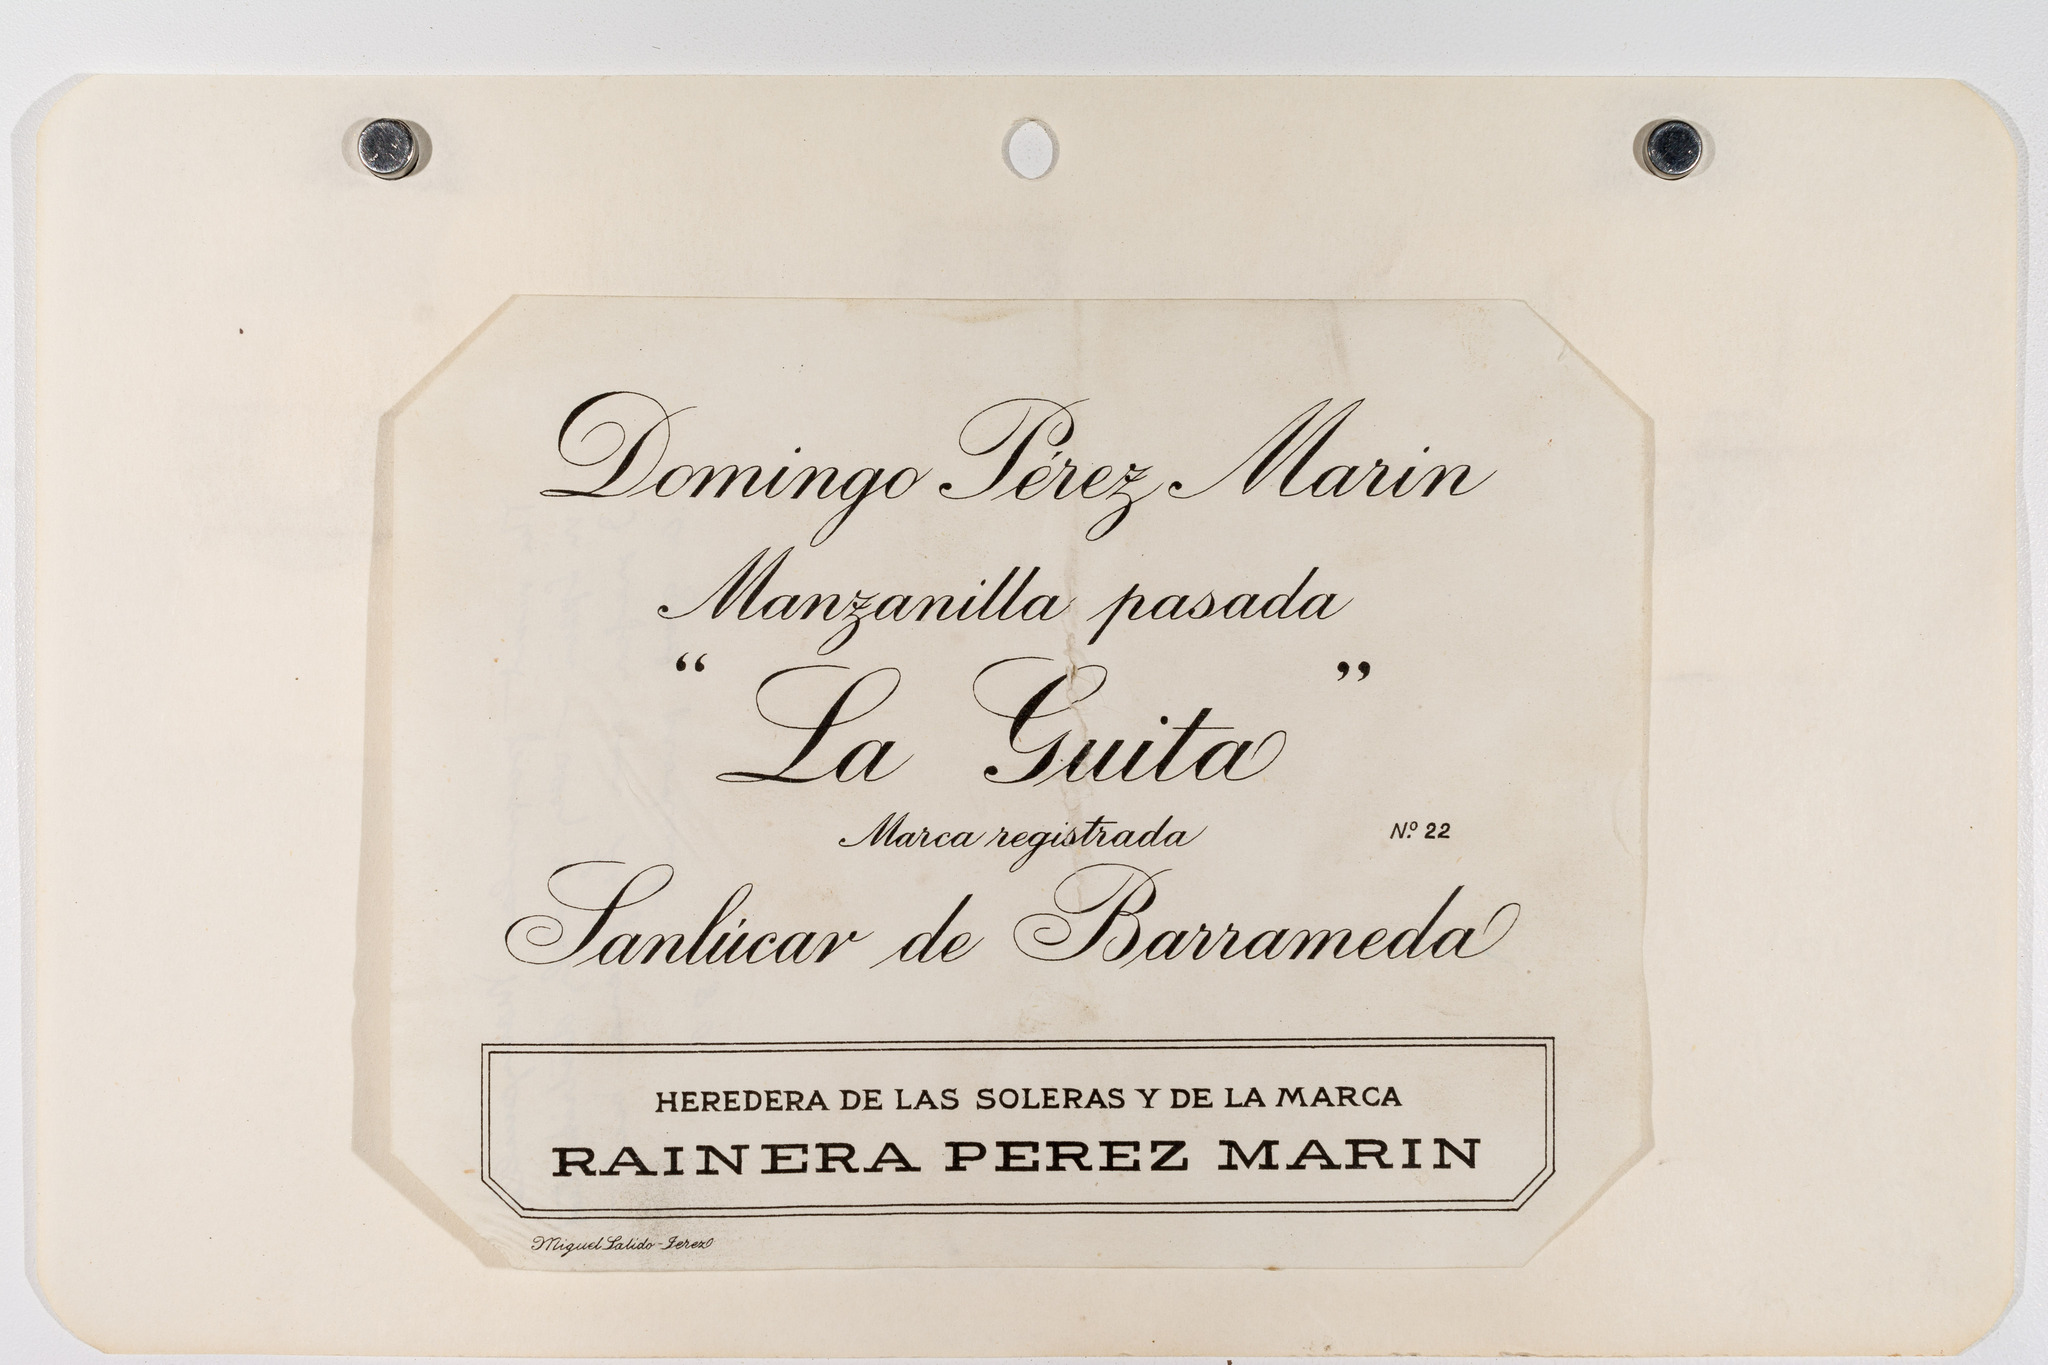 Domingo Pérez Marin
Manzanilla pasada
“La Guita”
Marca registrada Nº 22
Sanlúcar de Barrameda
HEREDERA DE LAS SOLERAS Y DE LA MARCA
RAINERA PEREZ MARIN
Miguel Salido-Jerez